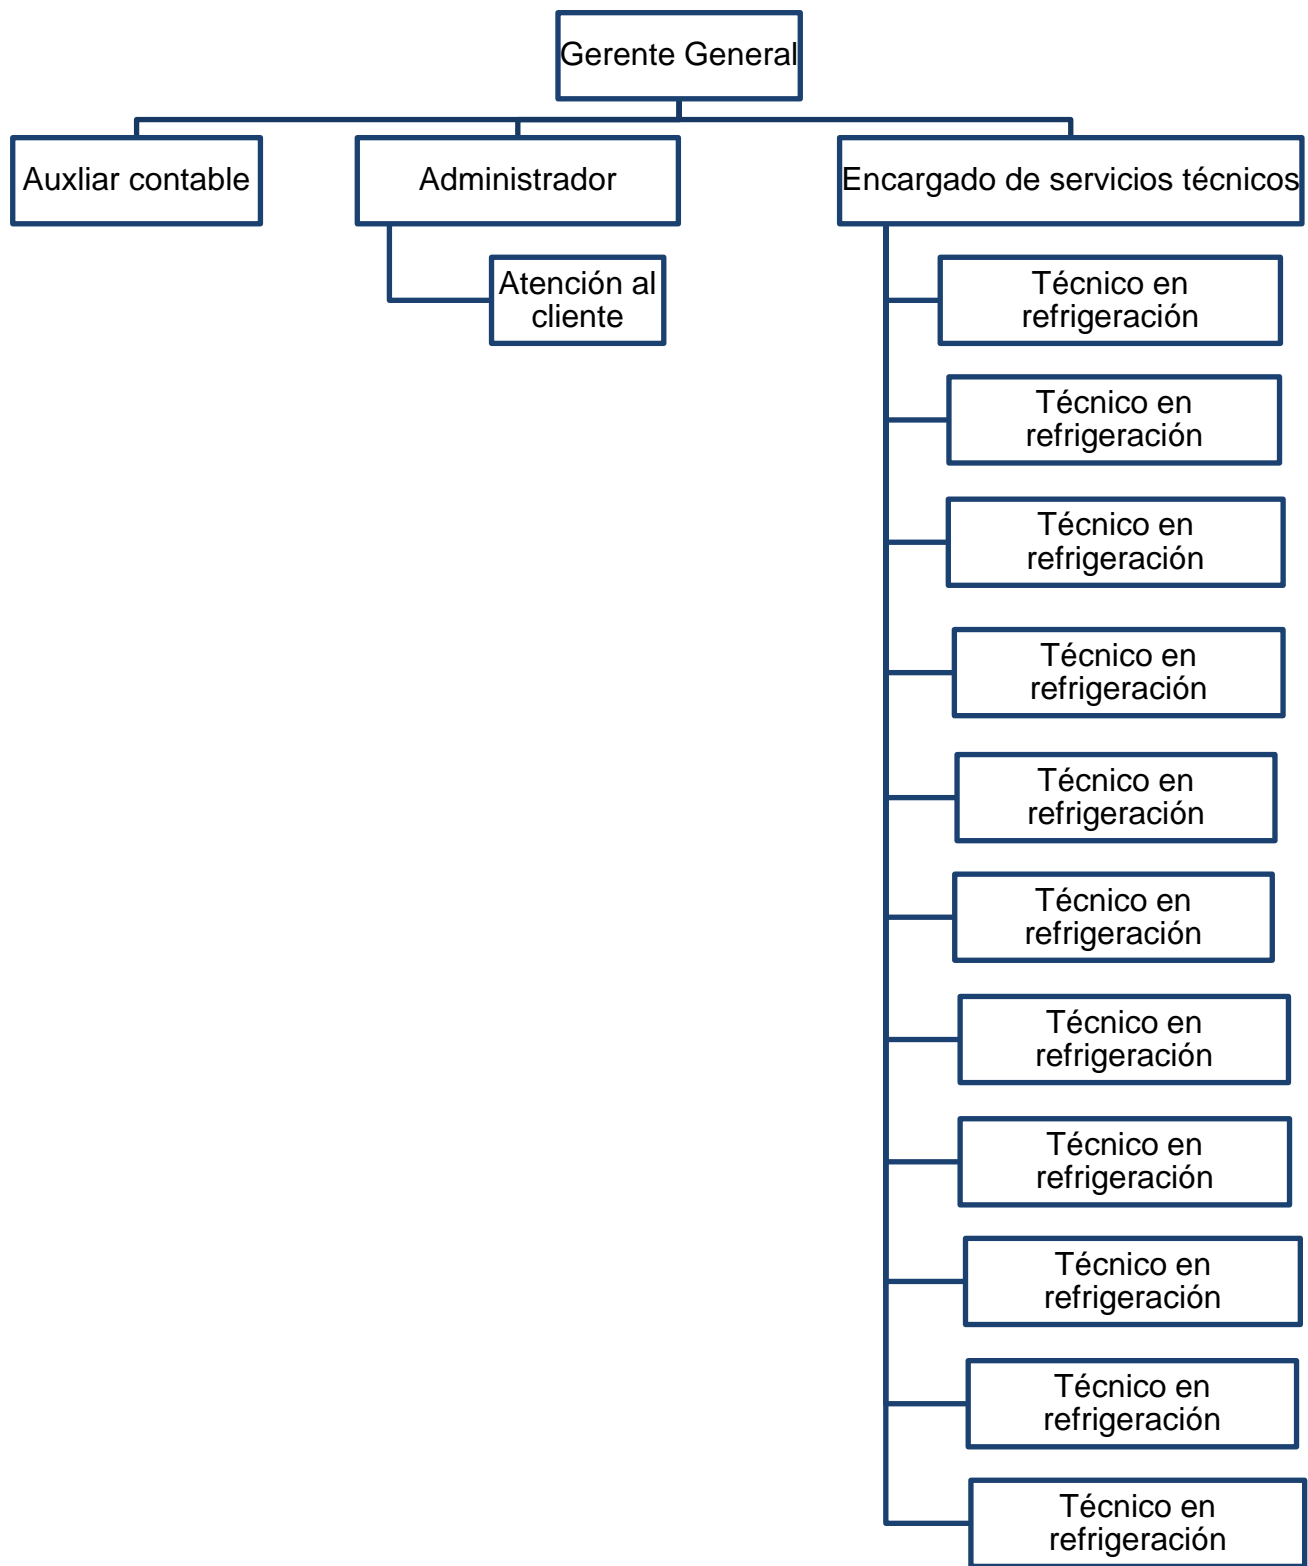 Gerente General
Auxliar contable
Administrador
Encargado de servicios técnicos
Atención al
cliente
Técnico en
refrigeración
Técnico en
refrigeración
Técnico en
refrigeración
Técnico en
refrigeración
Técnico en
refrigeración
Técnico en
refrigeración
Técnico en
refrigeración
Técnico en
refrigeración
Técnico en
refrigeración
Técnico en
refrigeración
Técnico en
refrigeración